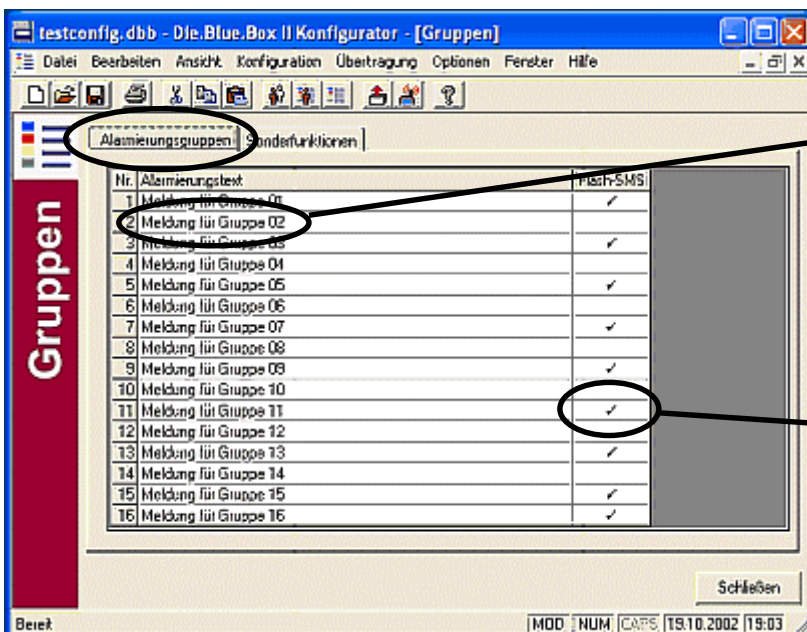 testconfig.dbb - Die.Blue.Box II Konfigurator - [Gruppen]
Datei Bearbeiten Ansicht Konfiguration Übertragung Optionen Fenster Hilfe
Alarmierungsgruppen Sonderfunktionen
Gruppen
Nr. Alarmierungstext Flash-SMS
1 Meldung für Gruppe 01
2 Meldung für Gruppe 02
3 Meldung für Gruppe 03
4 Meldung für Gruppe 04
5 Meldung für Gruppe 05
6 Meldung für Gruppe 06
7 Meldung für Gruppe 07
8 Meldung für Gruppe 08
9 Meldung für Gruppe 09
10 Meldung für Gruppe 10
11 Meldung für Gruppe 11
12 Meldung für Gruppe 12
13 Meldung für Gruppe 13
14 Meldung für Gruppe 14
15 Meldung für Gruppe 15
16 Meldung für Gruppe 16
Schließen
Bereit MOD NUM CAPS 19.10.2002 19:03